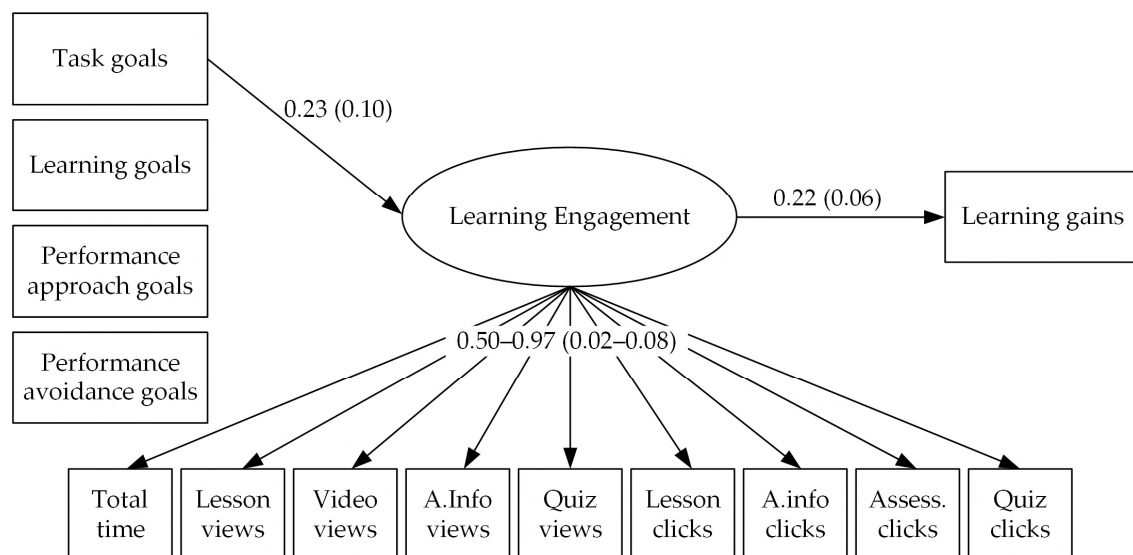 Task goals
0.23 (0.10)
Learning goals
Performance
approach goals
Performance
avoidance goals
Learning Engagement
0.22 (0.06)
Learning gains
0.50–0.97 (0.02–0.08)
Total
time
Lesson
views
Video
views
A.Info
views
Quiz
views
Lesson
clicks
A.info
clicks
Assess.
clicks
Quiz
clicks